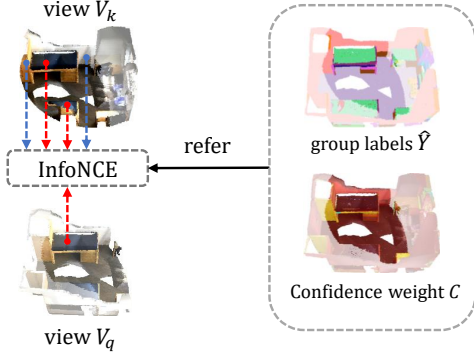 view V_k
InfoNCE
view V_q
refer
group labels Ŷ
Confidence weight C